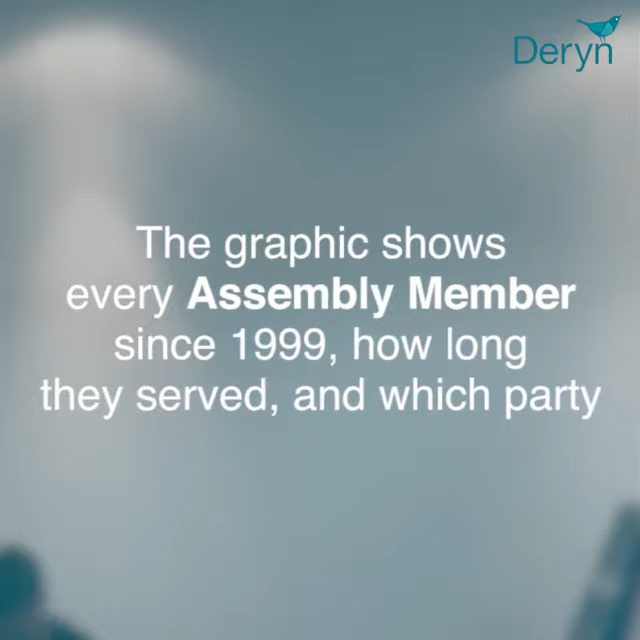 Deryn
The graphic shows
every Assembly Member
since 1999, how long
they served, and which party